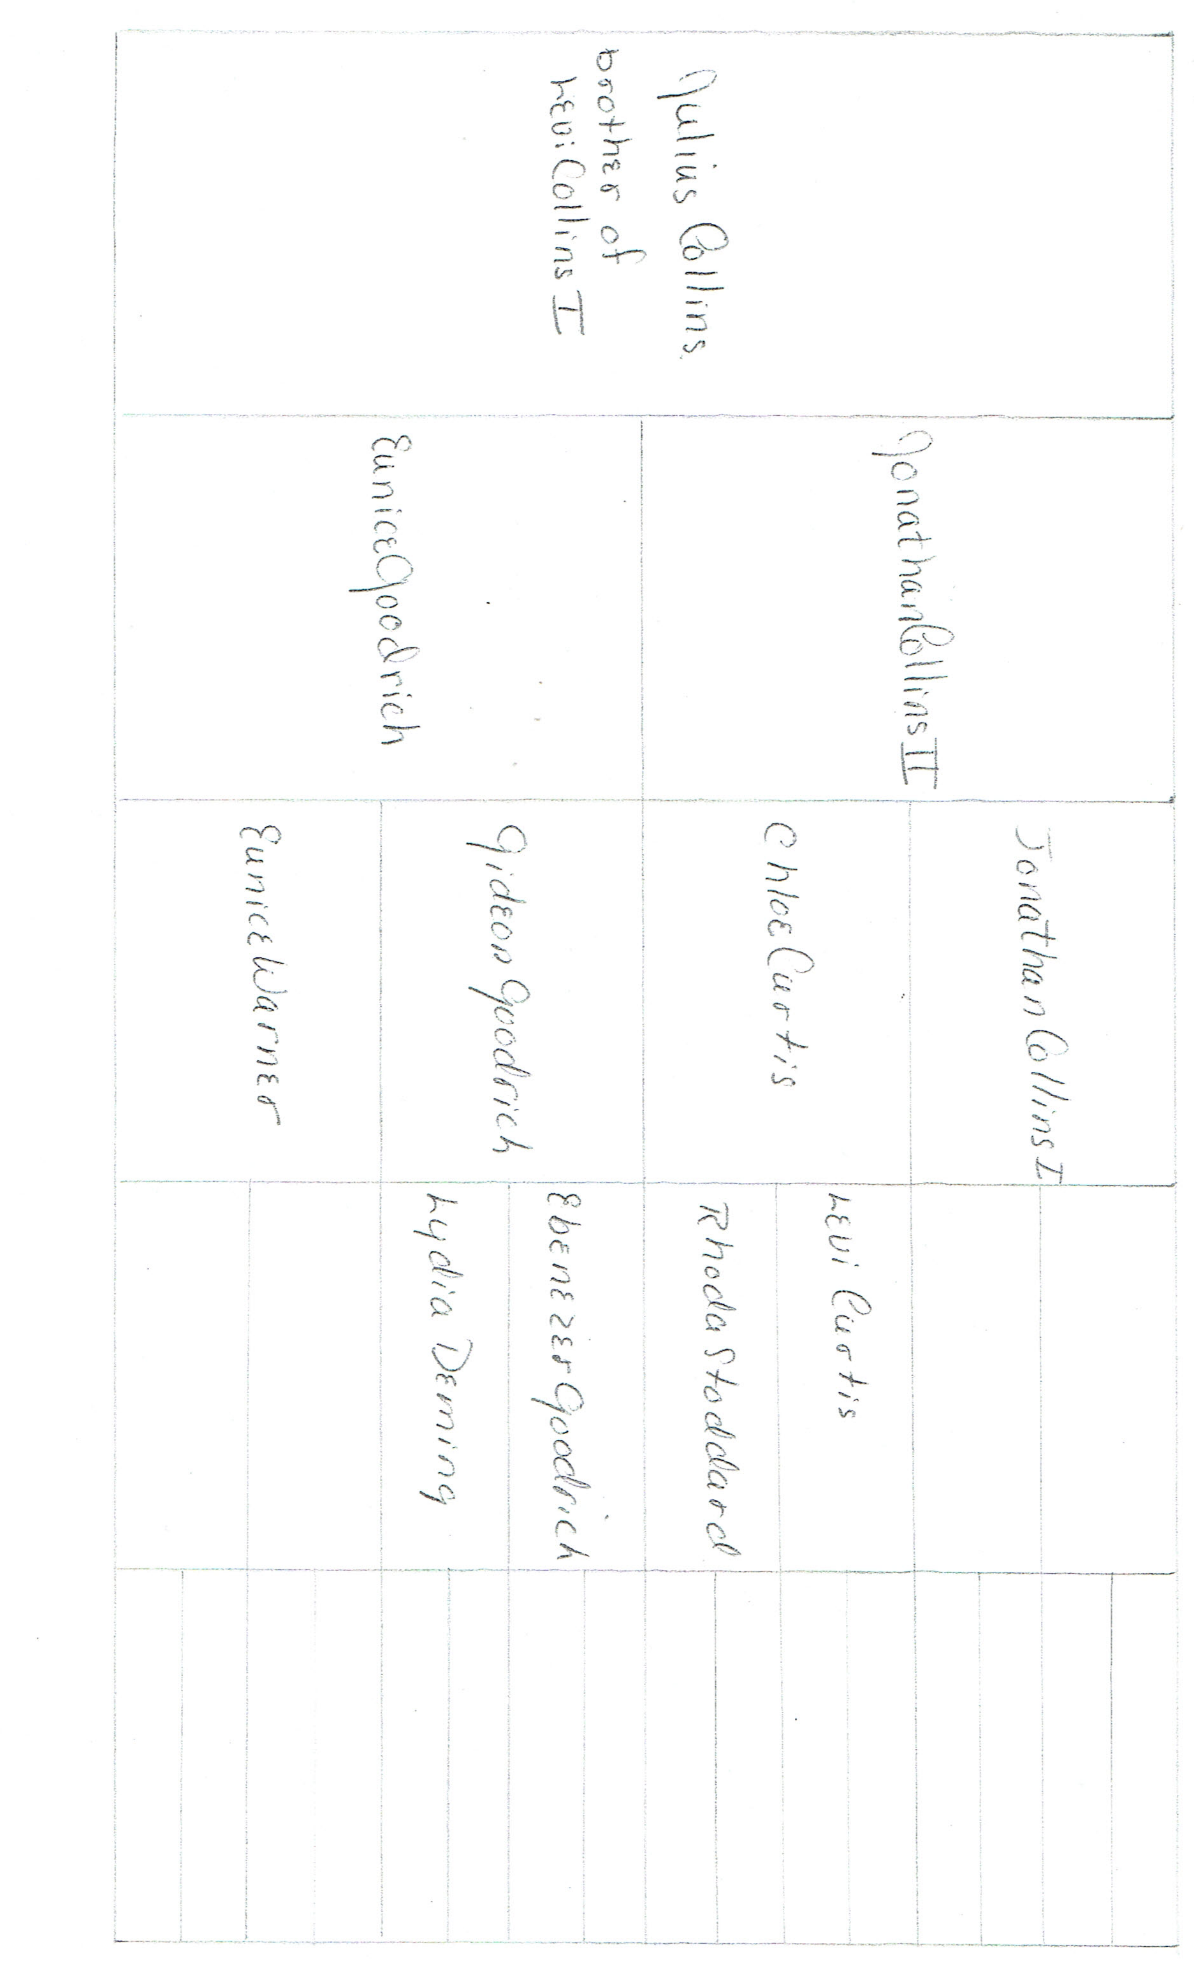 Julius Collins
brother of
Levi Collins I
Jonathan Collins II
Eunice Goodrich
Jonathan Collins I
Chloe Curtis
Gideon Goodrich
Eunice Warner
Levi Curtis
Rhoda Stoddard
Ebenezer Goodrich
Lydia Deming